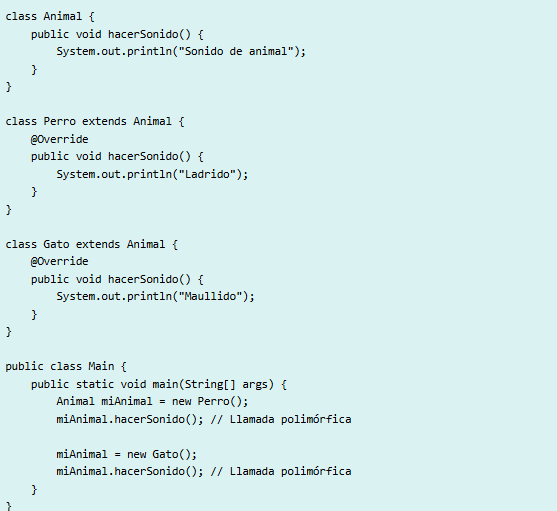 class Animal {
    public void hacerSonido() {
        System.out.println("Sonido de animal");
    }
}

class Perro extends Animal {
    @Override
    public void hacerSonido() {
        System.out.println("Ladrido");
    }
}

class Gato extends Animal {
    @Override
    public void hacerSonido() {
        System.out.println("Maullido");
    }
}

public class Main {
    public static void main(String[] args) {
        Animal miAnimal = new Perro();
        miAnimal.hacerSonido(); // Llamada polimórfica

        miAnimal = new Gato();
        miAnimal.hacerSonido(); // Llamada polimórfica
    }
}